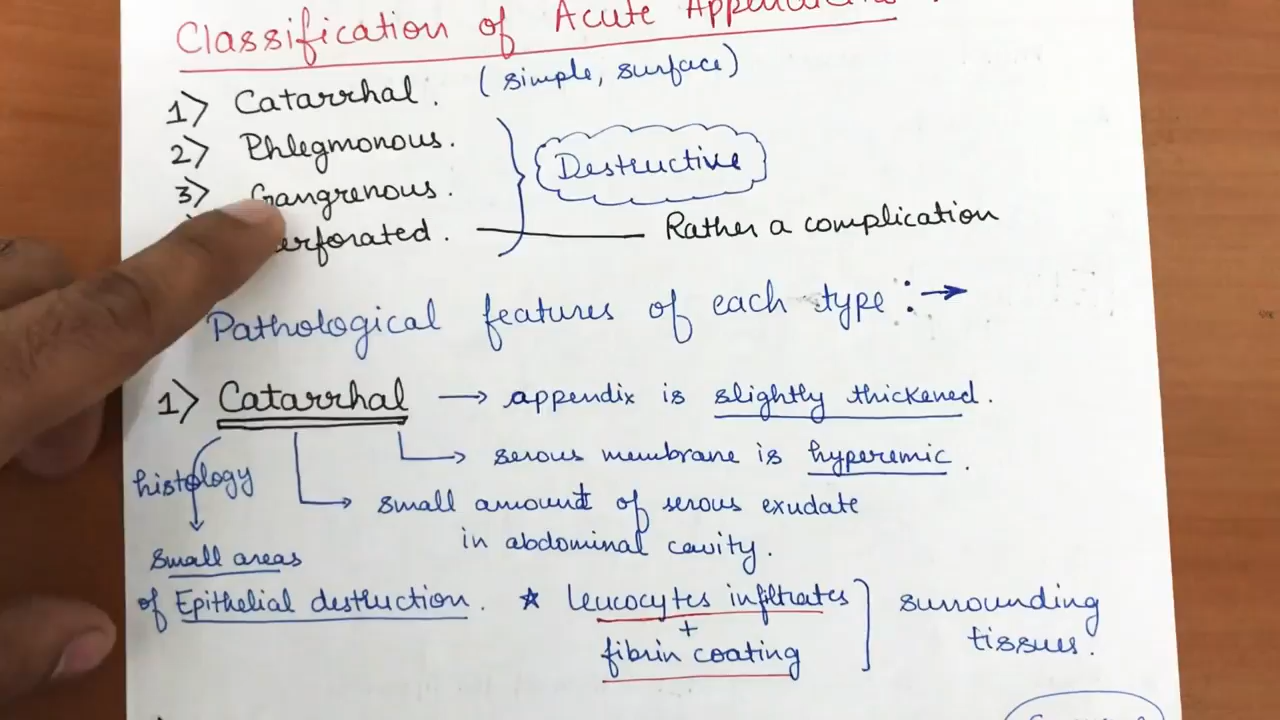 Classification of Acute
1) Catarrhal. (simple, surface)
2) Phlegmonous.
3) Gangrenous.
Destructive
erforated. Rather a complication
Pathological features of each type :→
1) Catarrhal → appendix is slightly thickened.
→ serous membrane is hyperemic.
histology
→ small amount of serous exudate
in abdominal cavity.
Small areas
of Epithelial destruction. ★ leucocytes infiltrates
+
fibrin coating
surrounding
tissues.